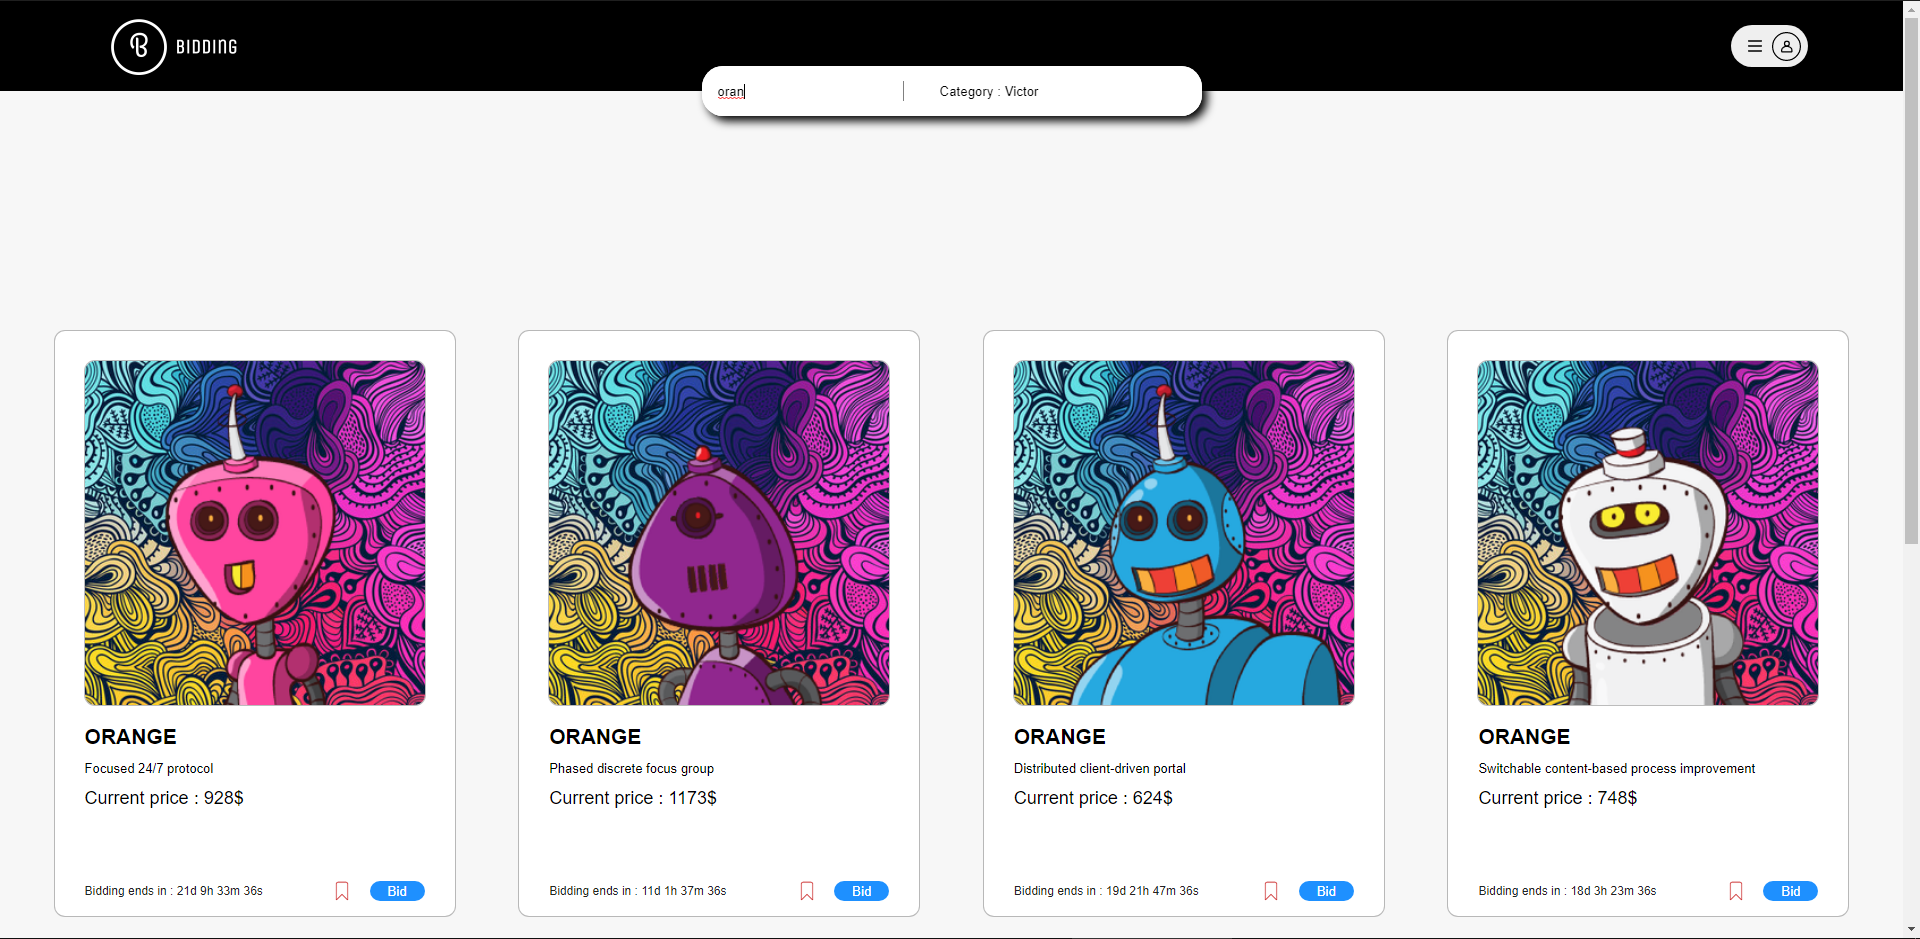 BIDDING
oran
Category : Victor
ORANGE
Focused 24/7 protocol
Current price : 928$
Bidding ends in : 21d 9h 33m 36s
Bid
ORANGE
Phased discrete focus group
Current price : 1173$
Bidding ends in : 11d 1h 37m 36s
Bid
ORANGE
Distributed client-driven portal
Current price : 624$
Bidding ends in : 19d 21h 47m 36s
Bid
ORANGE
Switchable content-based process improvement
Current price : 748$
Bidding ends in : 18d 3h 23m 36s
Bid